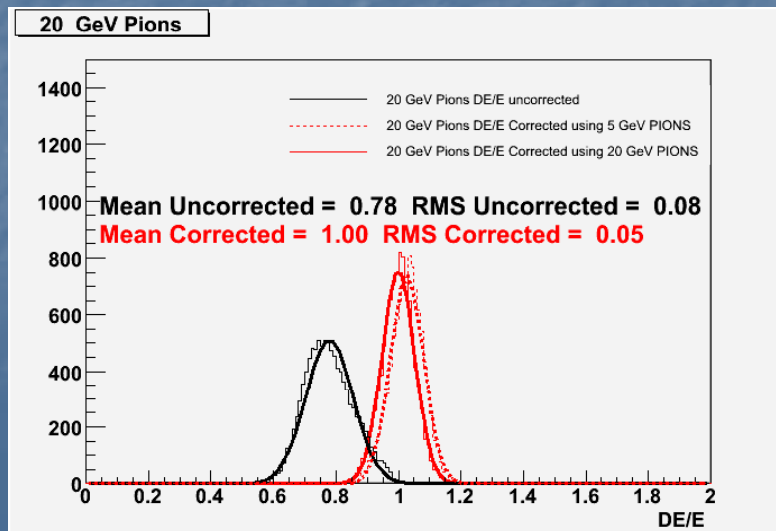 20 GeV Pions
1400
1200
1000
800
600
400
200
0
20 GeV Pions DE/E uncorrected
20 GeV Pions DE/E Corrected using 5 GeV PIONS
20 GeV Pions DE/E Corrected using 20 GeV PIONS
Mean Uncorrected = 0.78 RMS Uncorrected = 0.08
Mean Corrected = 1.00 RMS Corrected = 0.05
0 0.2 0.4 0.6 0.8 1 1.2 1.4 1.6 1.8 2
DE/E